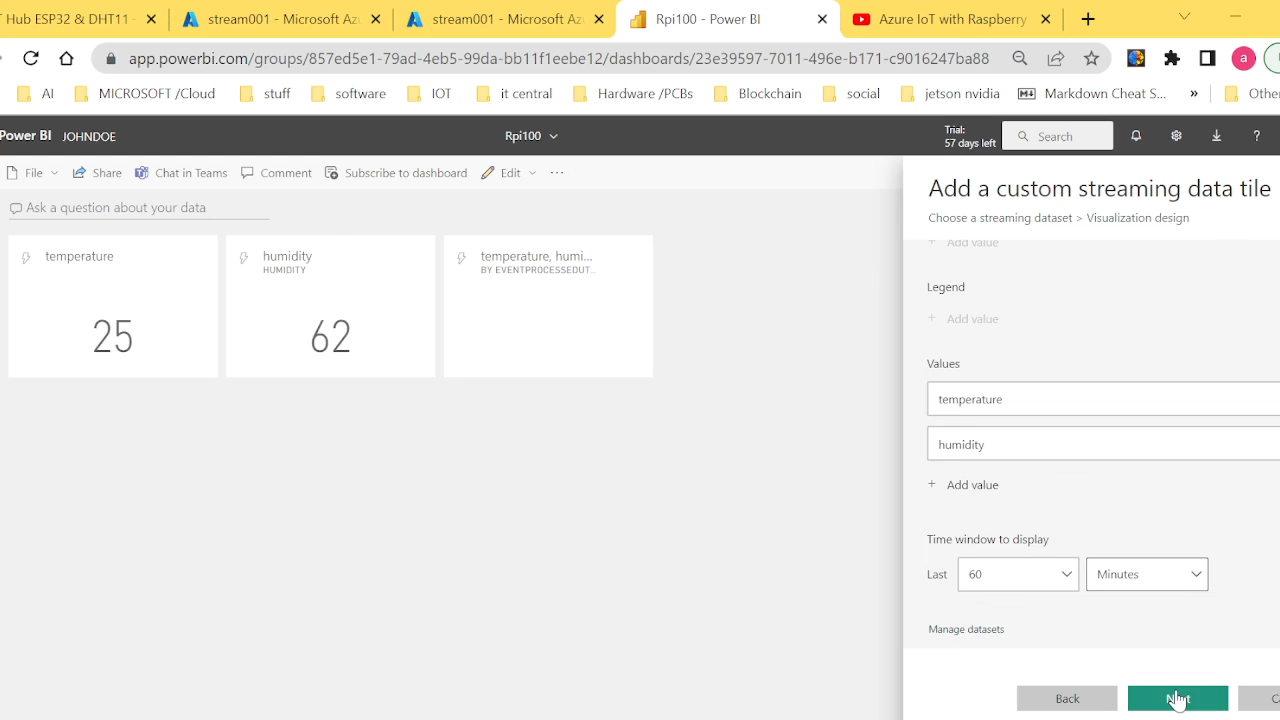 Hub ESP32 & DHT11 -
stream001 - Microsoft Az
stream001 - Microsoft Az
Rpi100 - Power BI
Azure IoT with Raspberry
app.powerbi.com/groups/857ed5e1-79ad-4eb5-99da-bb11f1eebe12/dashboards/23e39597-7011-496e-b171-c9016247ba88
a
AI
MICROSOFT /Cloud
stuff
software
IOT
it central
Hardware /PCBs
Blockchain
social
jetson nvidia
Markdown Cheat S...
»
Other
Power BI JOHNDOE
Rpi100
Trial:
57 days left
Search
?
File
Share
Chat in Teams
Comment
Subscribe to dashboard
Edit
...
Ask a question about your data
temperature
25
humidity
HUMIDITY
62
temperature, humi...
BY EVENTPROCESSEDUT...
Add a custom streaming data tile
Choose a streaming dataset > Visualization design
+ Add value
Legend
+ Add value
Values
temperature
humidity
+ Add value
Time window to display
Last 60 Minutes
Manage datasets
Back
Next